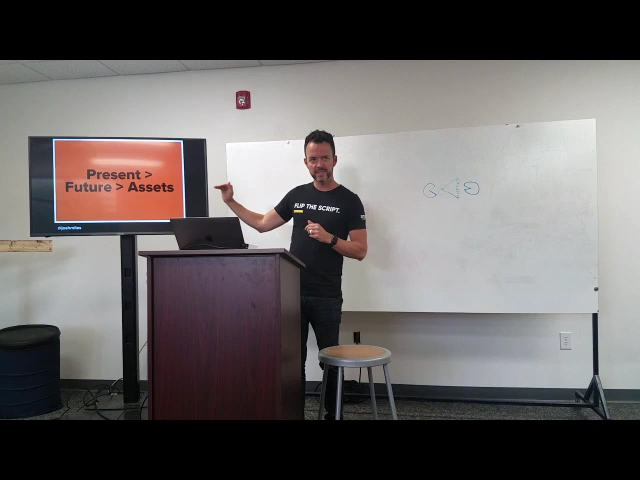 Present >
Future > Assets
FLIP THE SCRIPT.